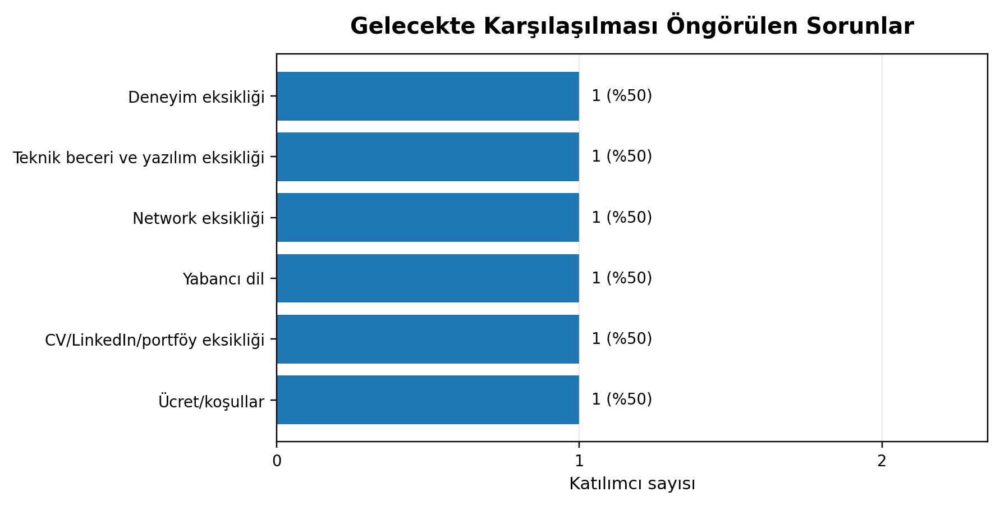 Gelecekte Karşılaşılması Öngörülen Sorunlar
Deneyim eksikliği 1 (%50)
Teknik beceri ve yazılım eksikliği 1 (%50)
Network eksikliği 1 (%50)
Yabancı dil 1 (%50)
CV/LinkedIn/portföy eksikliği 1 (%50)
Ücret/koşullar 1 (%50)
0 1 2
Katılımcı sayısı